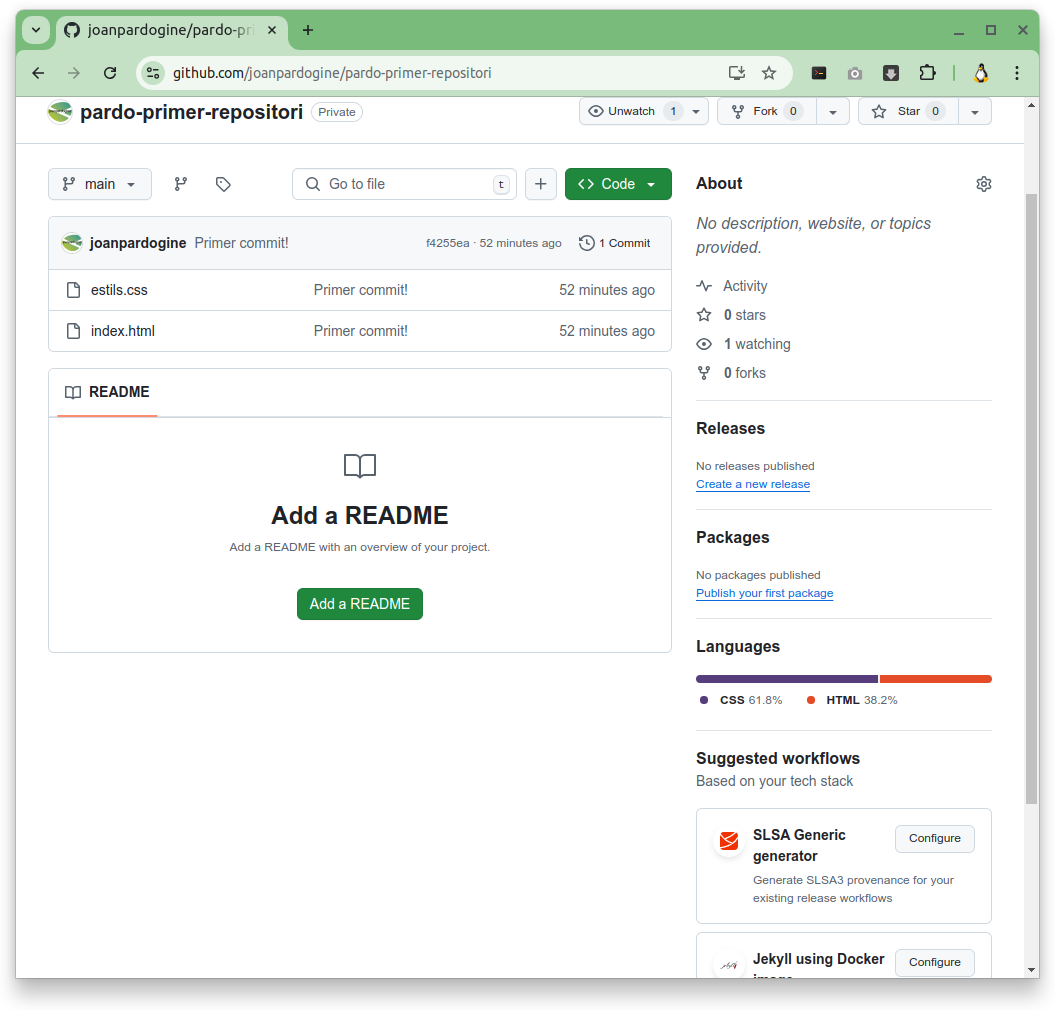 joanpardogine/pardo-pri
github.com/joanpardogine/pardo-primer-repositori
pardo-primer-repositori Private
Unwatch 1
Fork 0
Star 0
main
Go to file t
Code
joanpardogine Primer commit! f4255ea · 52 minutes ago 1 Commit
estils.css Primer commit! 52 minutes ago
index.html Primer commit! 52 minutes ago
README
Add a README
Add a README with an overview of your project.
Add a README
About
No description, website, or topics
provided.
Activity
0 stars
1 watching
0 forks
Releases
No releases published
Create a new release
Packages
No packages published
Publish your first package
Languages
CSS 61.8% HTML 38.2%
Suggested workflows
Based on your tech stack
SLSA Generic
generator
Configure
Generate SLSA3 provenance for your
existing release workflows
Jekyll using Docker
image
Configure